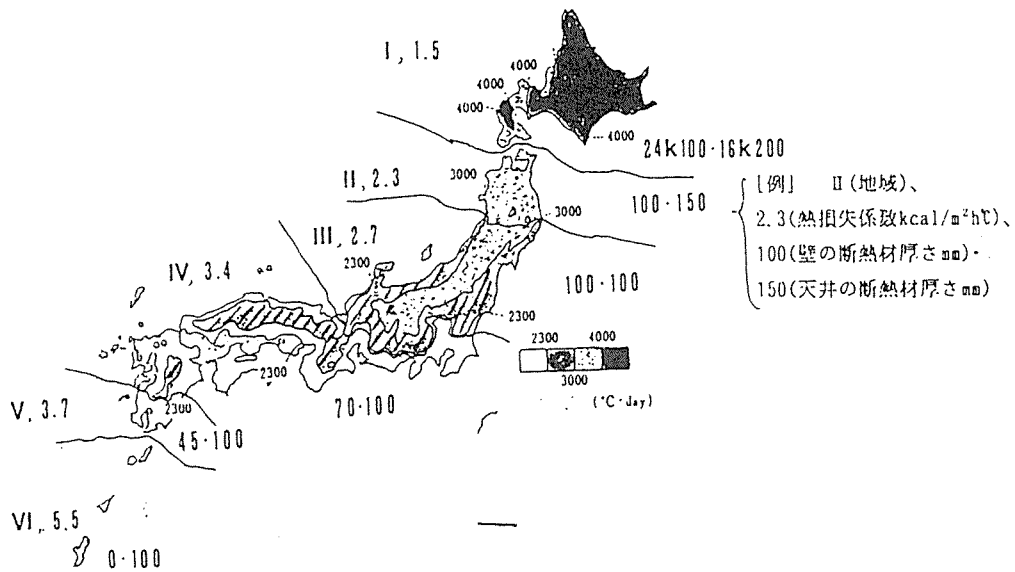 I, 1.5
4000
4000
4000
4000
24k100·16k200
II, 2.3
3000
100·150
3000
[例] II(地域)、
2.3(熱損失係数kcal/m²h℃)、
100(壁の断熱材厚さmm)・
150(天井の断熱材厚さmm)
III, 2.7
2300
IV, 3.4
100·100
2300
2300 4000
3000
(°C·day)
2300
70·100
V, 3.7
2300
45·100
VI, 5.5
0·100